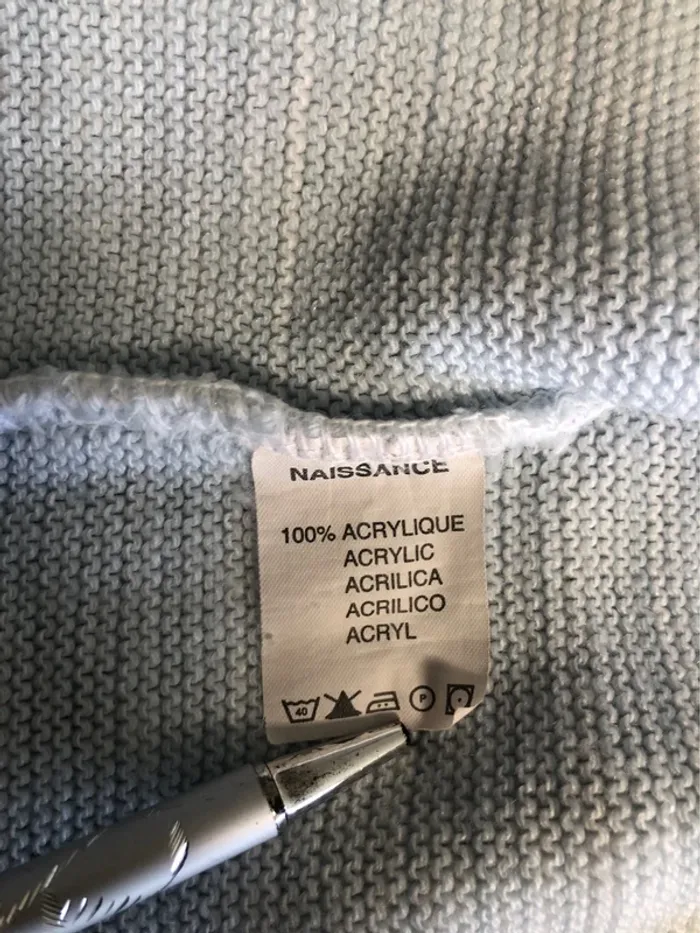 NAISSANCE
100% ACRYLIQUE
ACRYLIC
ACRILICA
ACRILICO
ACRYL
40 P